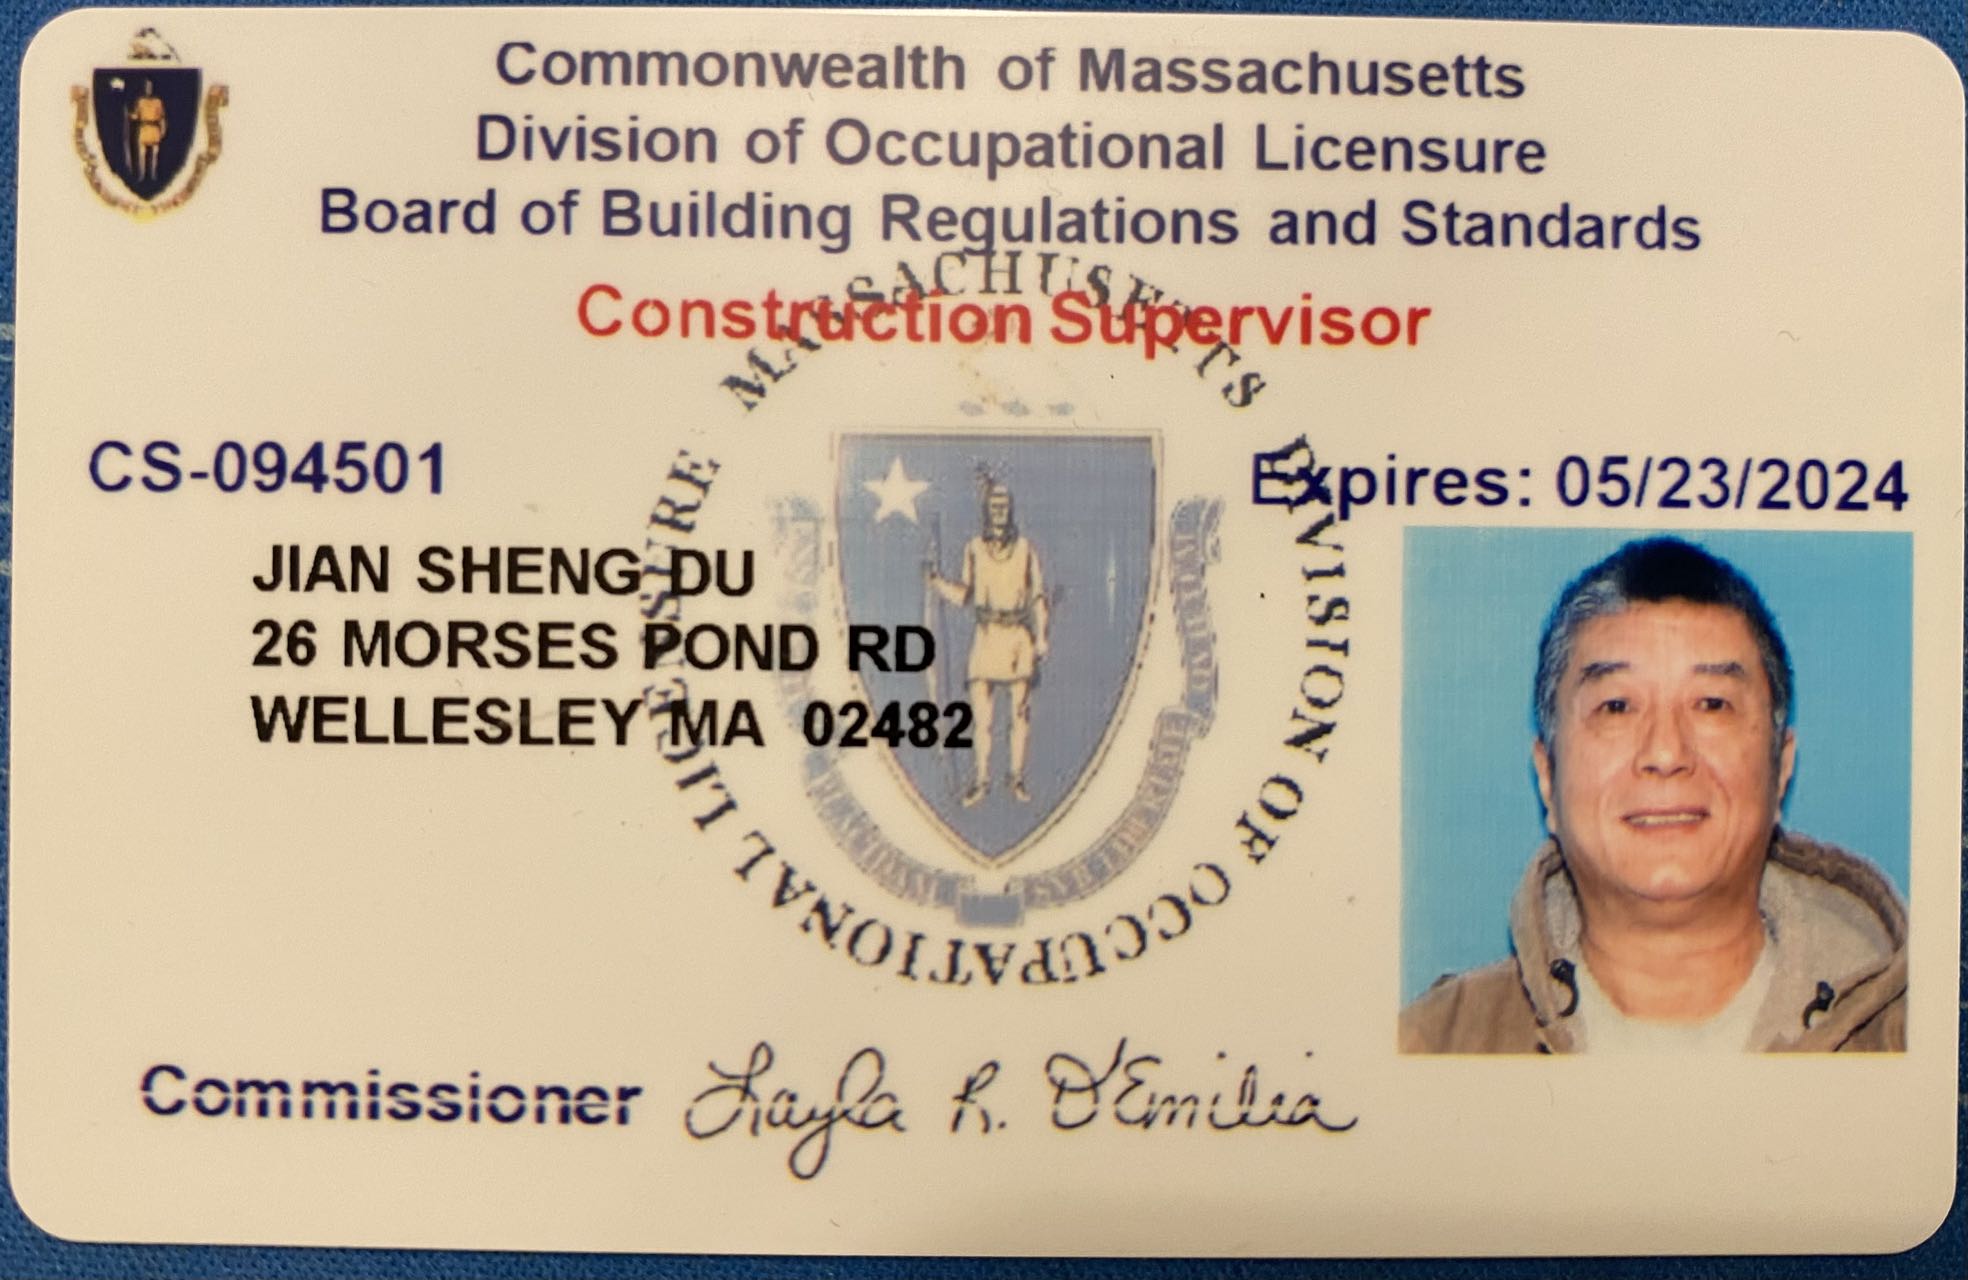 Commonwealth of Massachusetts
Division of Occupational Licensure
Board of Building Regulations and Standards
Construction Supervisor
CS-094501
Expires: 05/23/2024
JIAN SHENG DU
26 MORSES POND RD
WELLESLEY MA 02482
MASSACHUSETTS DIVISION OF OCCUPATIONAL LICENSURE
Commissioner Layla R. D'Emilia